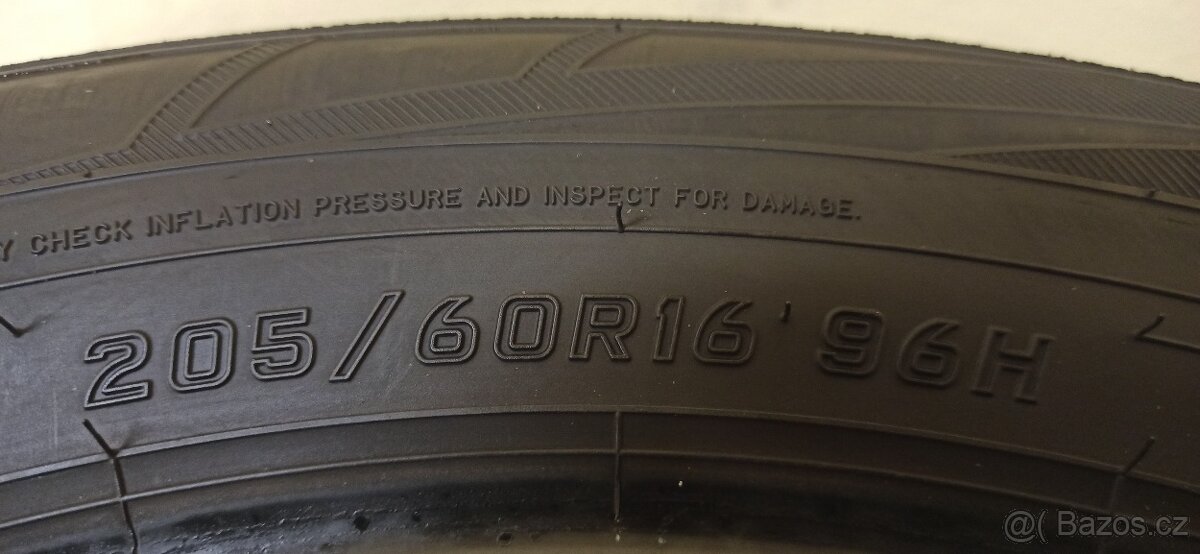 Y CHECK INFLATION PRESSURE AND INSPECT FOR DAMAGE.
205/60R16 96H
@( Bazos.cz